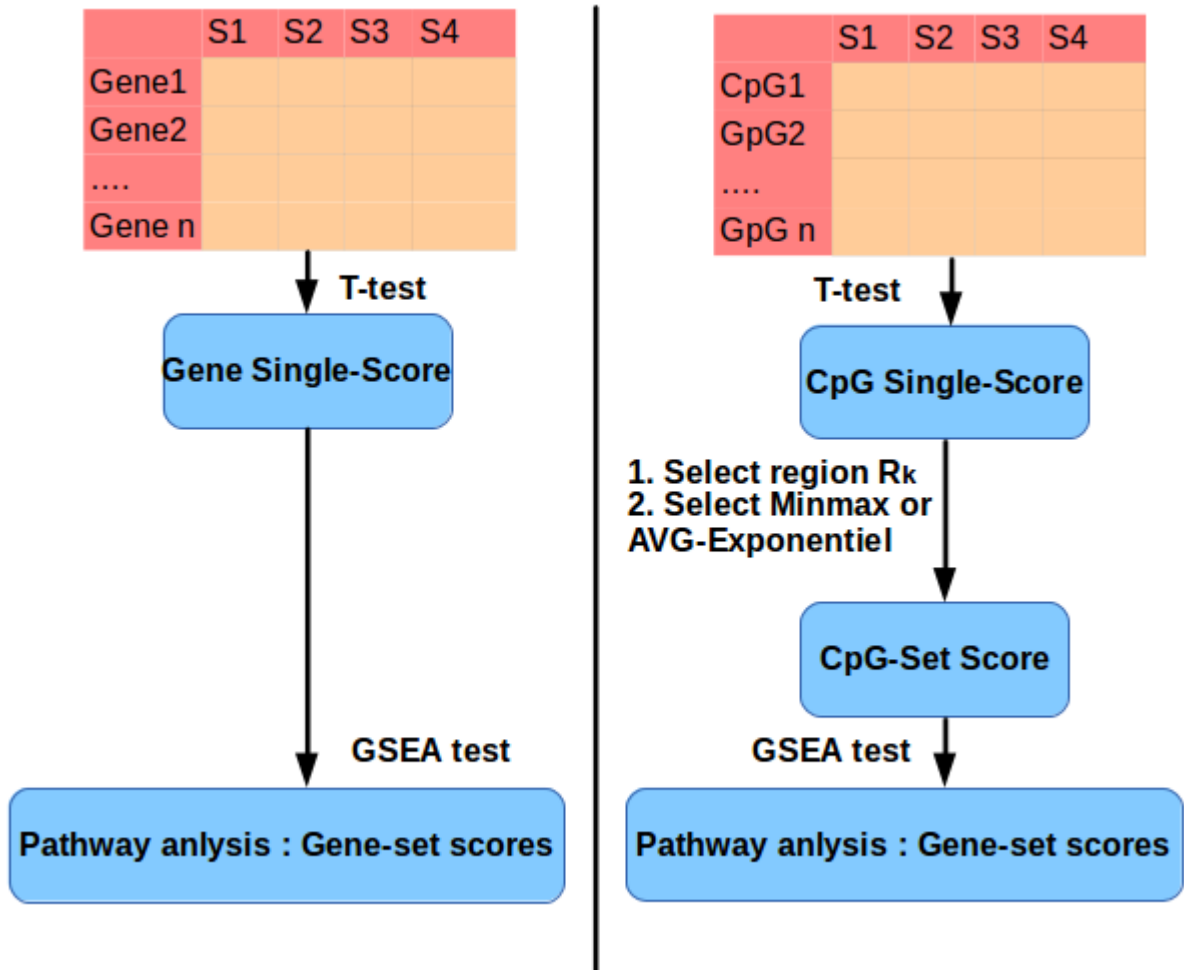 S1 S2 S3 S4
Gene1
Gene2
....
Gene n
T-test
Gene Single-Score
GSEA test
Pathway anlysis : Gene-set scores
S1 S2 S3 S4
CpG1
GpG2
....
GpG n
T-test
CpG Single-Score
1. Select region Rk
2. Select Minmax or
AVG-Exponentiel
CpG-Set Score
GSEA test
Pathway anlysis : Gene-set scores